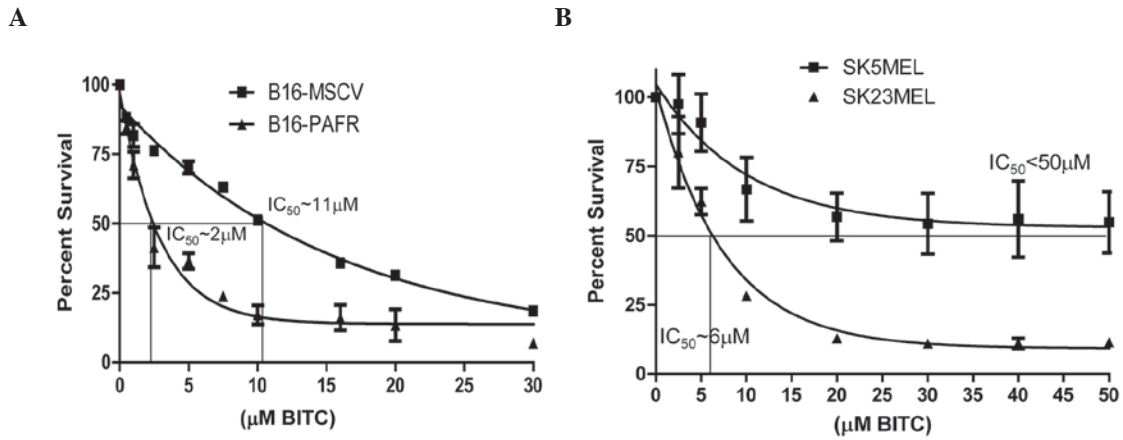 A
B
B16-MSCV
B16-PAFR
IC50~11μM
IC50~2μM
Percent Survival
100
75
50
25
0
0
5
10
15
20
25
30
(μM BITC)
SK5MEL
SK23MEL
IC50<50μM
IC50~6μM
Percent Survival
100
75
50
25
0
0
5
10
15
20
25
30
35
40
45
50
(μM BITC)